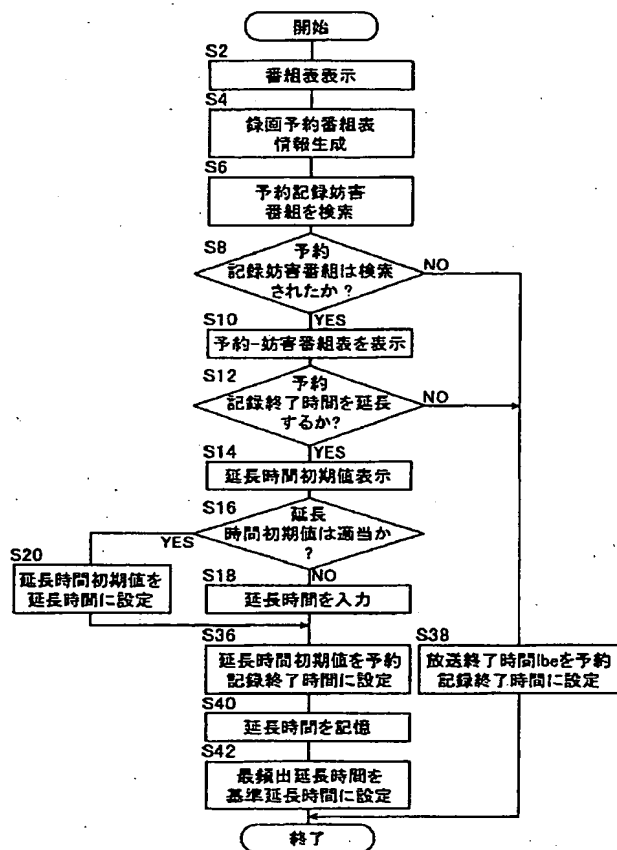 開始
S2
番組表表示
S4
録画予約番組表
情報生成
S6
予約記録妨害
番組を検索
S8
予約
記録妨害番組は検索
されたか?
NO
YES
S10
予約-妨害番組表を表示
S12
予約
記録終了時間を延長
するか?
NO
YES
S14
延長時間初期値表示
S16
延長
時間初期値は適当か
?
YES
NO
S20
延長時間初期値を
延長時間に設定
S18
延長時間を入力
S36
延長時間初期値を予約
記録終了時間に設定
S38
放送終了時間Ibeを予約
記録終了時間に設定
S40
延長時間を記憶
S42
最頻出延長時間を
基準延長時間に設定
終了